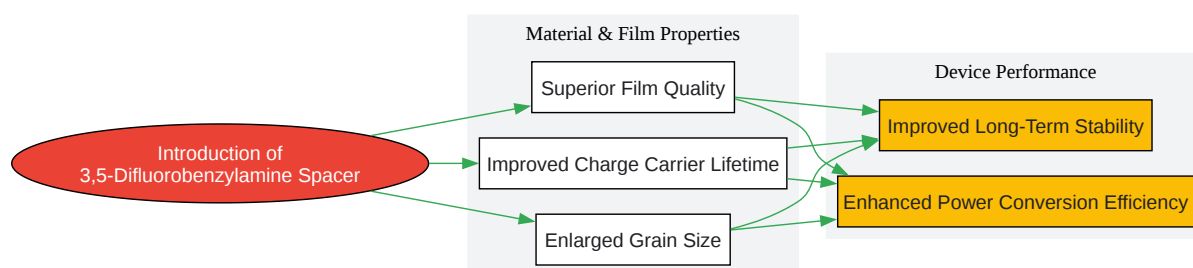 Material & Film Properties
Device Performance
Superior Film Quality
Improved Long-Term Stability
Introduction of
3,5-Difluorobenzylamine Spacer
Improved Charge Carrier Lifetime
Enhanced Power Conversion Efficiency
Enlarged Grain Size